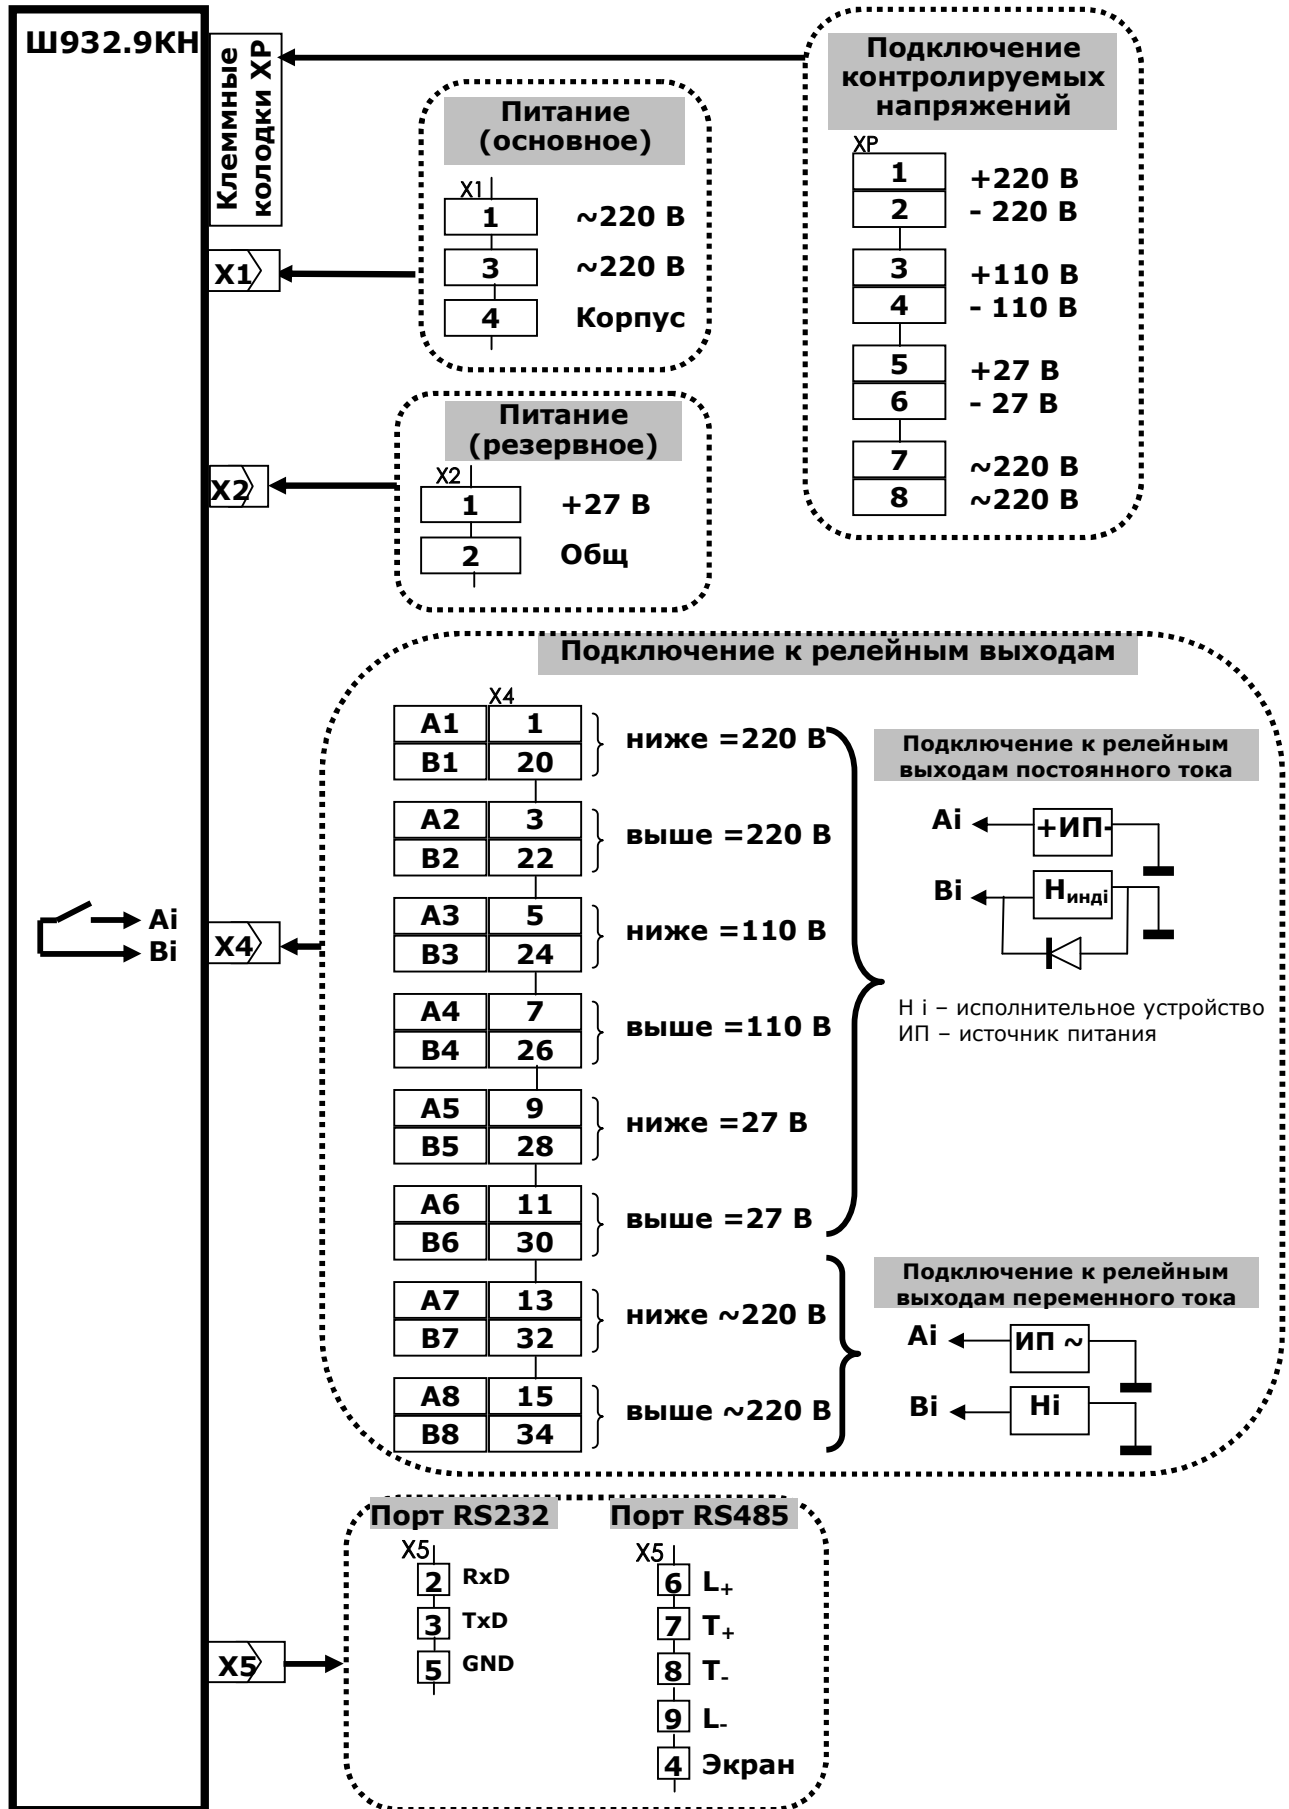 Ш932.9КН
Клеммные
колодки ХР
Подключение
контролируемых
напряжений
XP
1 +220 В
2 - 220 В
3 +110 В
4 - 110 В
5 +27 В
6 - 27 В
7 ~220 В
8 ~220 В
Питание
(основное)
X1
1 ~220 В
3 ~220 В
4 Корпус
X1
Питание
(резервное)
X2
1 +27 В
2 Общ
X2
Подключение к релейным выходам
X4
A1 1
B1 20
ниже =220 В
A2 3
B2 22
выше =220 В
A3 5
B3 24
ниже =110 В
A4 7
B4 26
выше =110 В
A5 9
B5 28
ниже =27 В
A6 11
B6 30
выше =27 В
A7 13
B7 32
ниже ~220 В
A8 15
B8 34
выше ~220 В
Подключение к релейным
выходам постоянного тока
Ai +ИП-
Bi Ниндi
Н i – исполнительное устройство
ИП – источник питания
Подключение к релейным
выходам переменного тока
Ai ИП ~
Bi Нi
Ai
Bi
X4
Порт RS232
X5
2 RxD
3 TxD
5 GND
Порт RS485
X5
6 L+
7 T+
8 T-
9 L-
4 Экран
X5